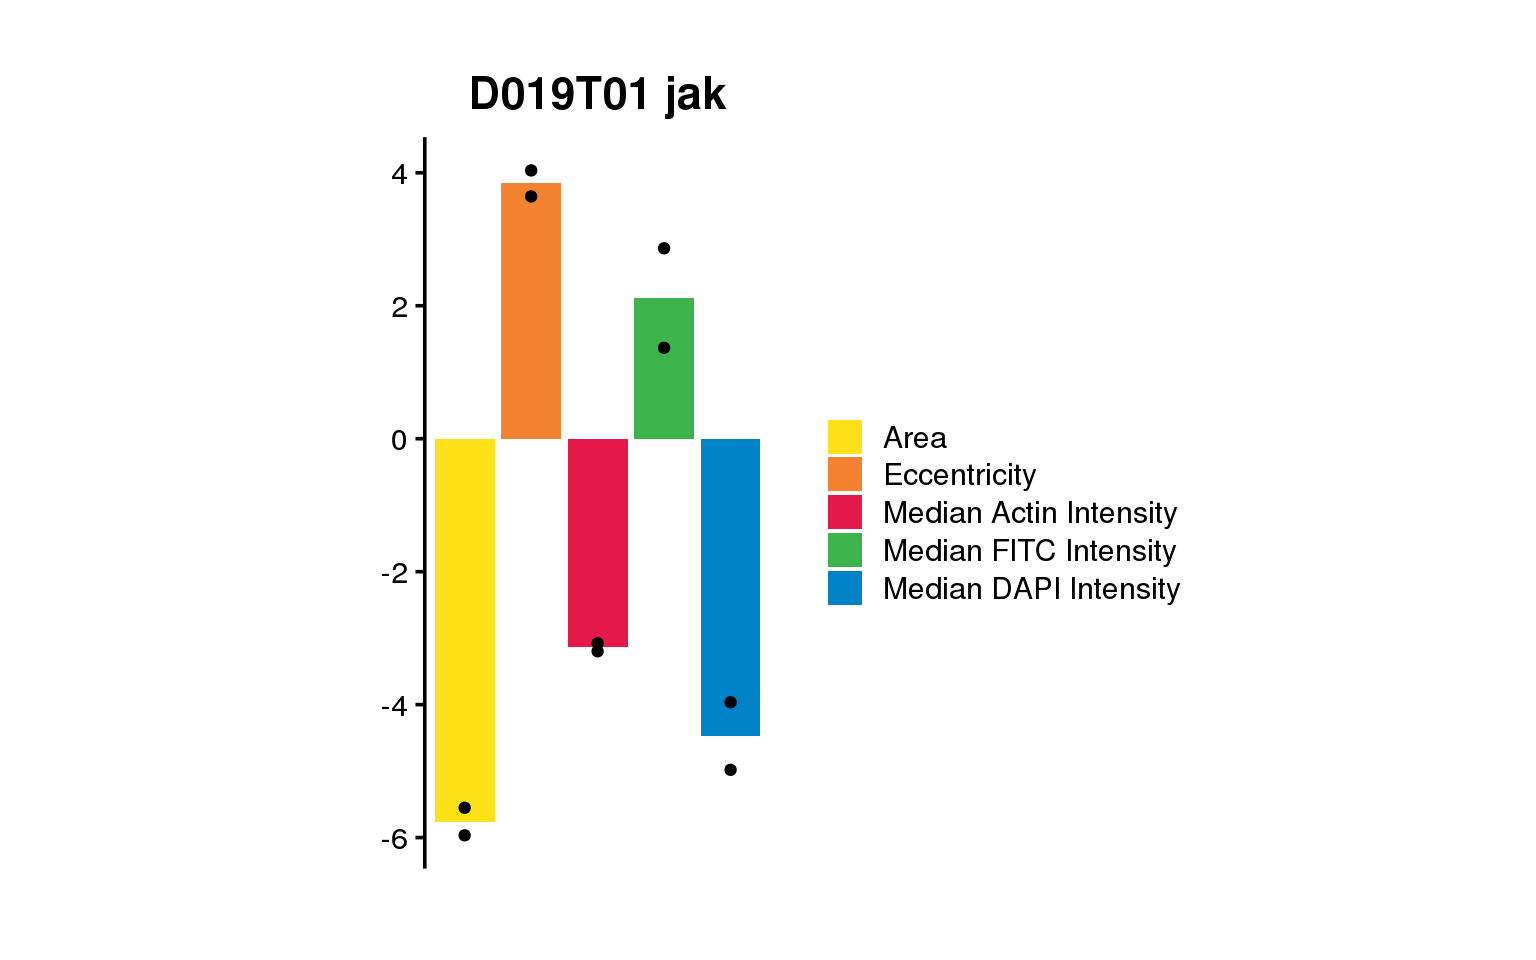 D019T01 jak
4
2
0
-2
-4
-6
Area
Eccentricity
Median Actin Intensity
Median FITC Intensity
Median DAPI Intensity